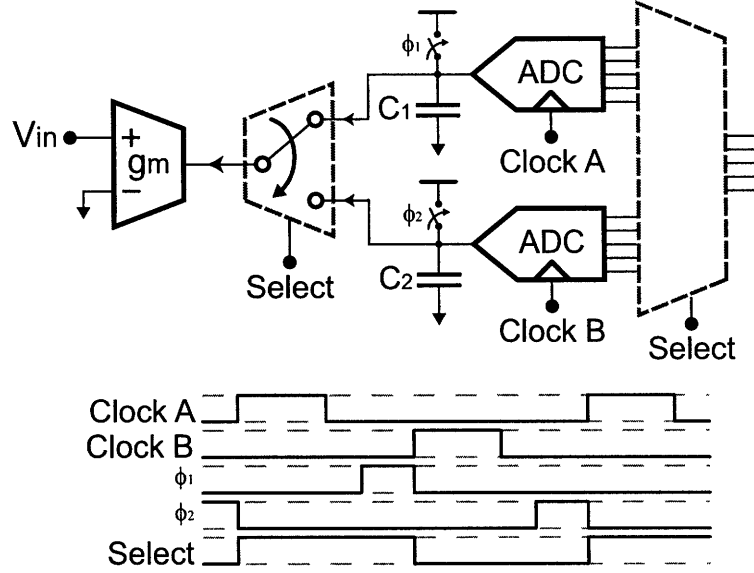 ϕ1
ADC
C1
Clock A
Vin
+
gm
−
ϕ2
ADC
C2
Clock B
Select
Select
Clock A
Clock B
ϕ1
ϕ2
Select